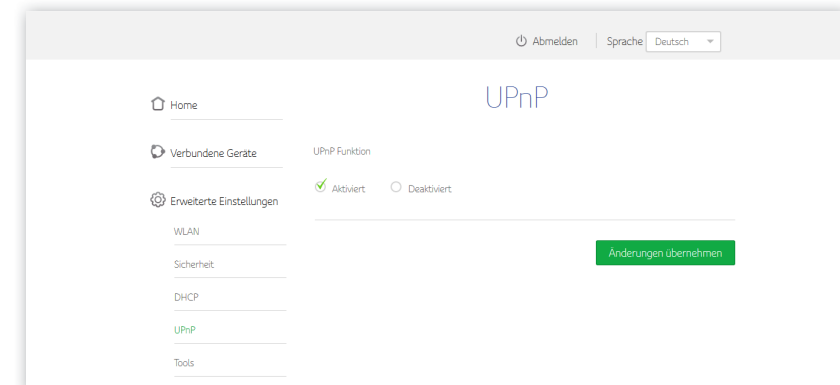 Abmelden Sprache Deutsch
UPnP
Home
Verbundene Geräte
UPnP Funktion
Aktiviert Deaktiviert
Erweiterte Einstellungen
WLAN
Änderungen übernehmen
Sicherheit
DHCP
UPnP
Tools